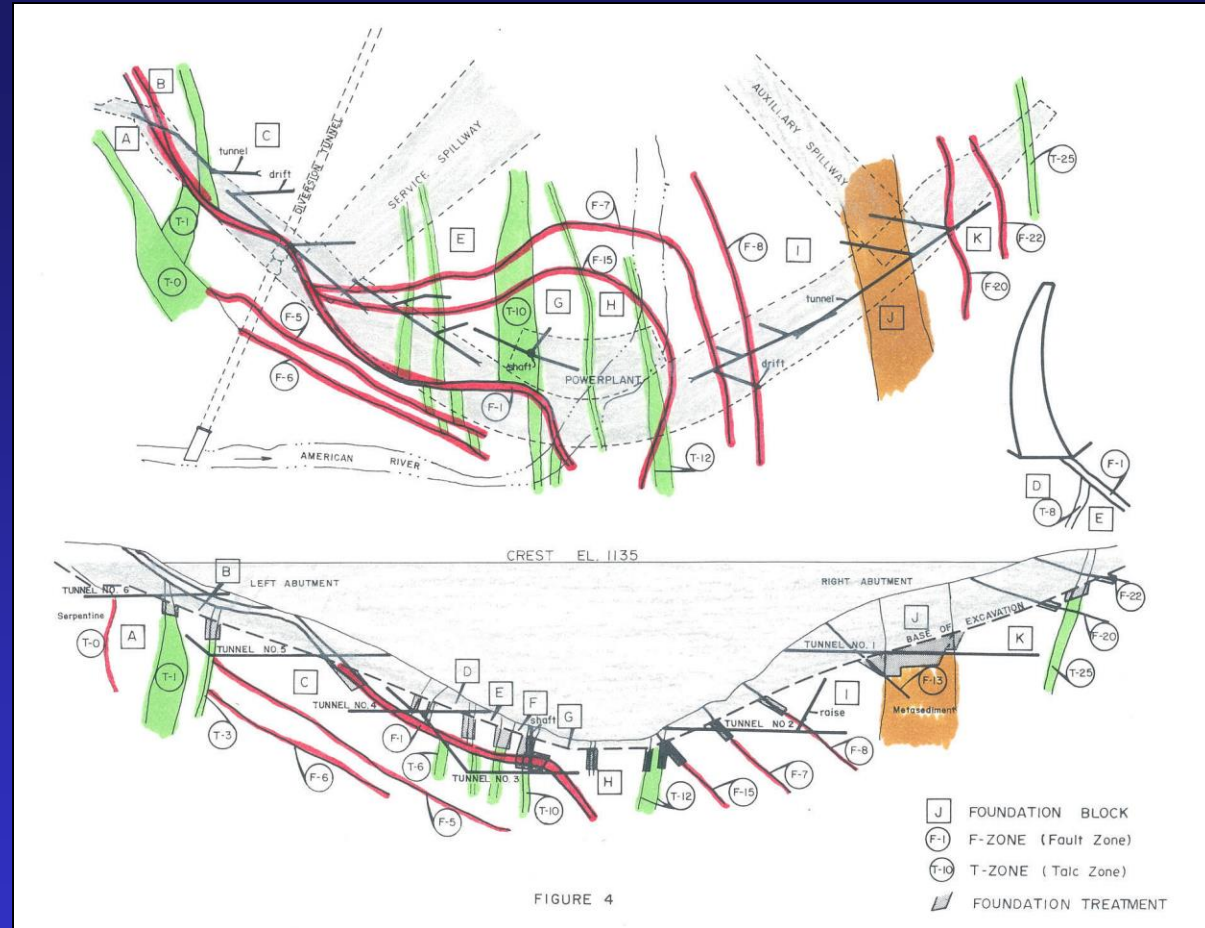 B
A
C
tunnel
drift
DIVERSION TUNNEL
SERVICE SPILLWAY
AUXILLARY SPILLWAY
T-25
T-1
T-0
E
F-7
F-8
I
K
F-22
F-20
F-15
G
H
T-10
tunnel
J
F-5
F-6
shaft
POWERPLANT
drift
F-1
AMERICAN RIVER
T-12
F-1
D
T-8
E
CREST EL. 1135
B
LEFT ABUTMENT
RIGHT ABUTMENT
TUNNEL NO. 6
Serpentine
A
T-0
T-1
TUNNEL NO. 5
C
T-3
F-6
F-5
TUNNEL NO. 4
D
E
F
shaft
G
F-1
T-6
TUNNEL NO. 3
T-10
H
T-12
F-15
F-7
F-8
TUNNEL NO 2
raise
I
TUNNEL NO. 1
J
BASE OF EXCAVATION
K
F-13
Metasediment
F-22
F-20
T-25
J FOUNDATION BLOCK
F-1 F-ZONE (Fault Zone)
T-10 T-ZONE (Talc Zone)
FOUNDATION TREATMENT
FIGURE 4